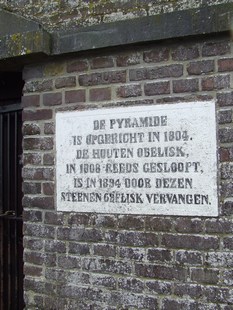 DE PYRAMIDE
IS OPGERICHT IN 1804.
DE HOUTEN OBELISK,
IN 1808 REEDS GESLOOPT,
IS IN 1894 DOOR DEZEN
STEENEN OBELISK VERVANGEN.